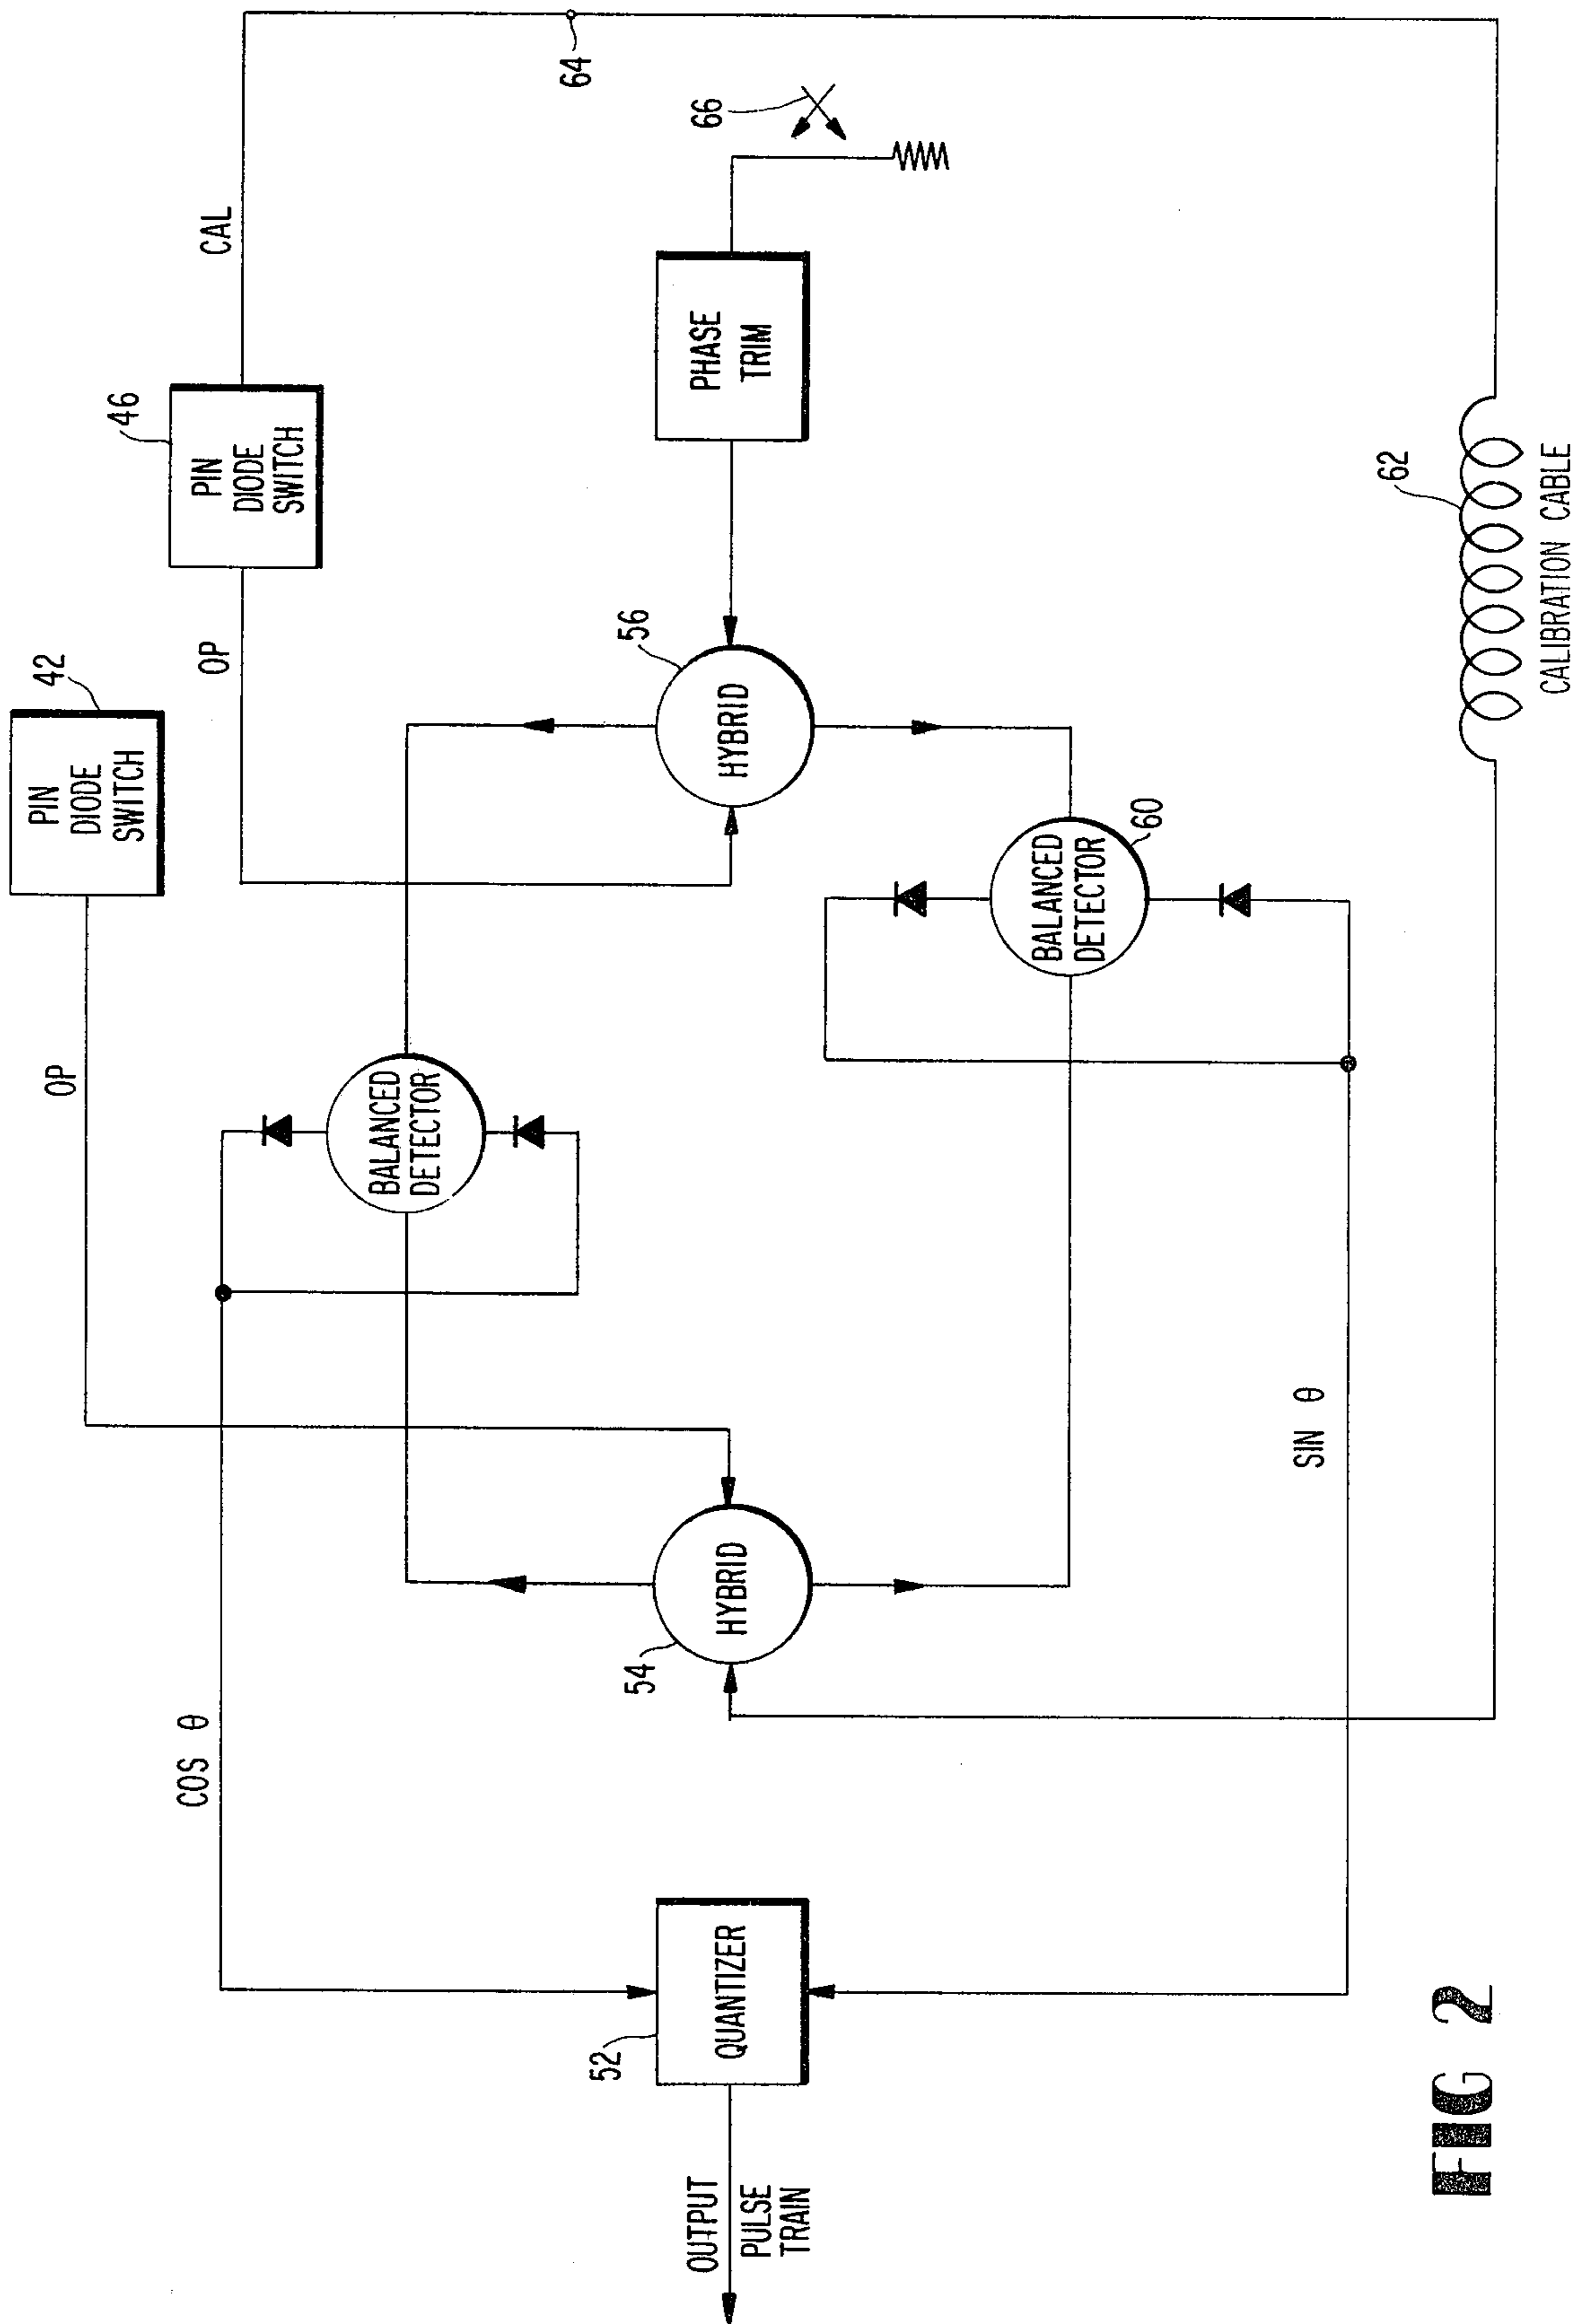 42
PIN
DIODE
SWITCH
OP
46
PIN
DIODE
SWITCH
OP
CAL
64
66
PHASE
TRIM
56
HYBRID
BALANCED
DETECTOR
BALANCED
DETECTOR
60
54
HYBRID
COS θ
SIN θ
62
CALIBRATION CABLE
52
QUANTIZER
OUTPUT
PULSE
TRAIN
FIG 2